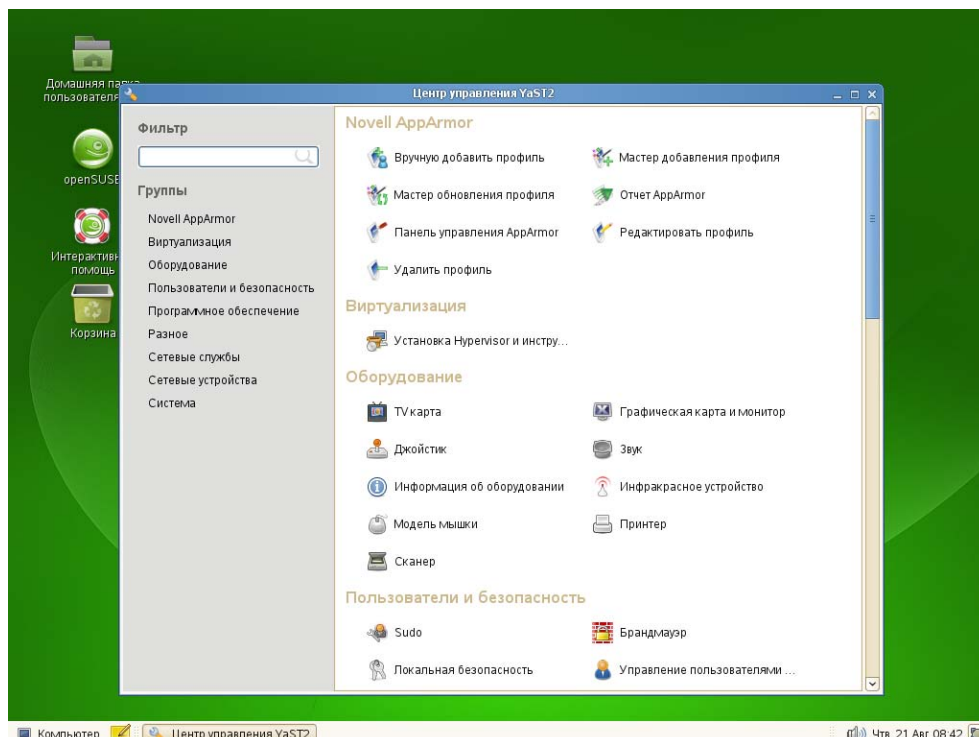 Домашняя папка
пользователя
openSUSE
Интерактивн
помощь
Корзина
Центр управления YaST2
Фильтр
Группы
Novell AppArmor
Виртуализация
Оборудование
Пользователи и безопасность
Программное обеспечение
Разное
Сетевые службы
Сетевые устройства
Система
Novell AppArmor
Вручную добавить профиль
Мастер добавления профиля
Мастер обновления профиля
Отчет AppArmor
Панель управления AppArmor
Редактировать профиль
Удалить профиль
Виртуализация
Установка Hypervisor и инстру...
Оборудование
TV карта
Графическая карта и монитор
Джойстик
Звук
Информация об оборудовании
Инфракрасное устройство
Модель мышки
Принтер
Сканер
Пользователи и безопасность
Sudo
Брандмауэр
Локальная безопасность
Управление пользователями ...
Компьютер
Центр управления YaST2
Чтв, 21 Авг, 08:42